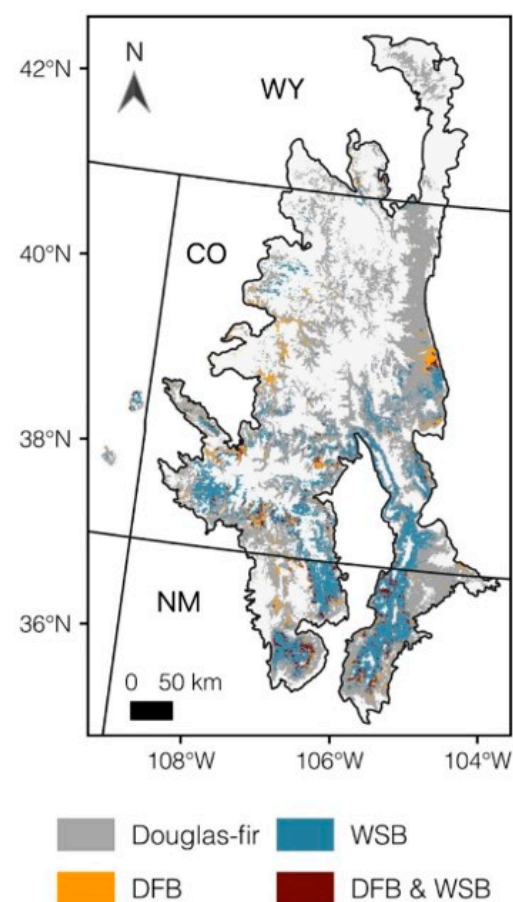 N
42°N
WY
40°N
CO
38°N
36°N
NM
0 50 km
108°W 106°W 104°W
Douglas-fir WSB
DFB DFB & WSB